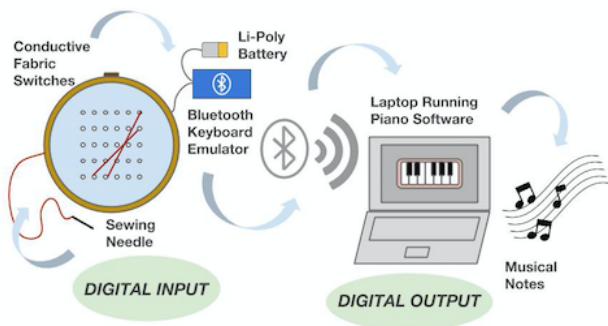 Conductive
Fabric
Switches
Li-Poly
Battery
Bluetooth
Keyboard
Emulator
Sewing
Needle
DIGITAL INPUT
Laptop Running
Piano Software
Musical
Notes
DIGITAL OUTPUT